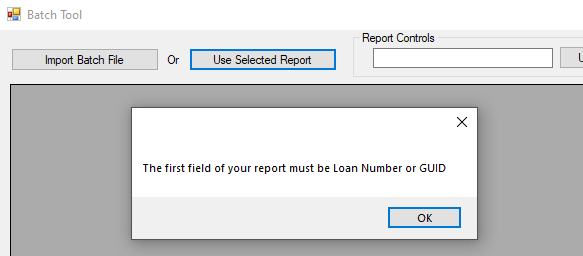 Batch Tool
Report Controls
Import Batch File Or Use Selected Report U
The first field of your report must be Loan Number or GUID
OK